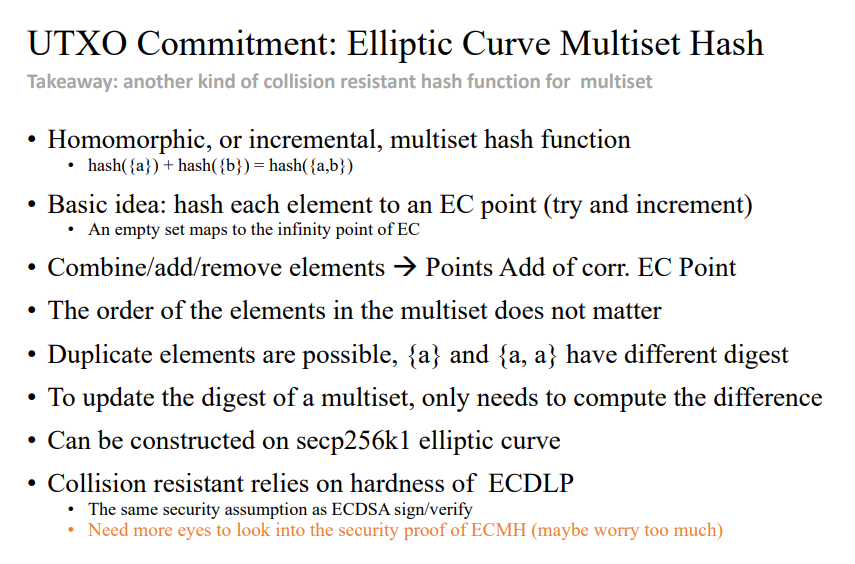 UTXO Commitment: Elliptic Curve Multiset Hash
Takeaway: another kind of collision resistant hash function for multiset
• Homomorphic, or incremental, multiset hash function
• hash({a}) + hash({b}) = hash({a,b})
• Basic idea: hash each element to an EC point (try and increment)
• An empty set maps to the infinity point of EC
• Combine/add/remove elements → Points Add of corr. EC Point
• The order of the elements in the multiset does not matter
• Duplicate elements are possible, {a} and {a, a} have different digest
• To update the digest of a multiset, only needs to compute the difference
• Can be constructed on secp256k1 elliptic curve
• Collision resistant relies on hardness of ECDLP
• The same security assumption as ECDSA sign/verify
• Need more eyes to look into the security proof of ECMH (maybe worry too much)